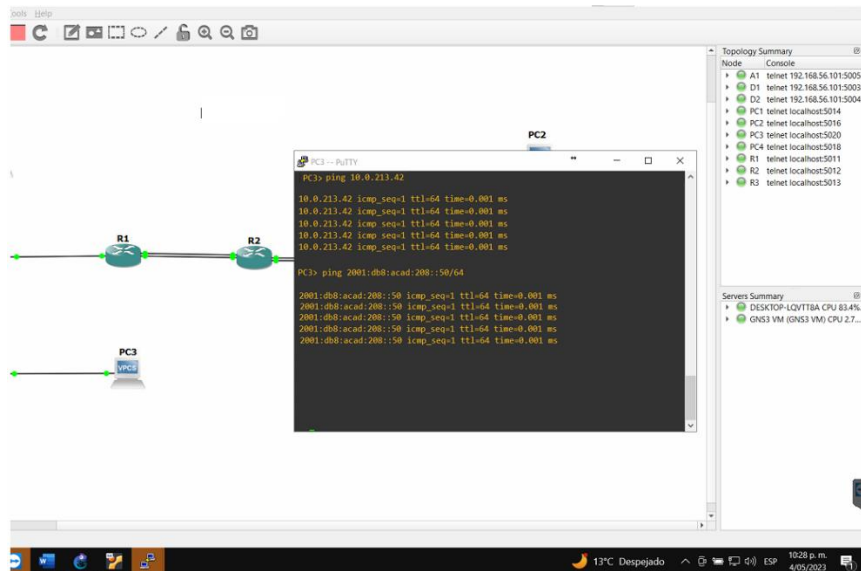 ools Help
Topology Summary
Node Console
A1 telnet 192.168.56.101:5005
D1 telnet 192.168.56.101:5003
D2 telnet 192.168.56.101:5004
PC1 telnet localhost:5014
PC2 telnet localhost:5016
PC3 telnet localhost:5020
PC4 telnet localhost:5018
R1 telnet localhost:5011
R2 telnet localhost:5012
R3 telnet localhost:5013
PC2
PC3 -- PuTTY
PC3> ping 10.0.213.42
10.0.213.42 icmp_seq=1 ttl=64 time=0.001 ms
10.0.213.42 icmp_seq=1 ttl=64 time=0.001 ms
10.0.213.42 icmp_seq=1 ttl=64 time=0.001 ms
10.0.213.42 icmp_seq=1 ttl=64 time=0.001 ms
10.0.213.42 icmp_seq=1 ttl=64 time=0.001 ms
PC3> ping 2001:db8:acad:208::50/64
2001:db8:acad:208::50 icmp_seq=1 ttl=64 time=0.001 ms
2001:db8:acad:208::50 icmp_seq=1 ttl=64 time=0.001 ms
2001:db8:acad:208::50 icmp_seq=1 ttl=64 time=0.001 ms
2001:db8:acad:208::50 icmp_seq=1 ttl=64 time=0.001 ms
2001:db8:acad:208::50 icmp_seq=1 ttl=64 time=0.001 ms
R1
R2
PC3
VPCS
Servers Summary
DESKTOP-LQVTT8A CPU 83.4%,
GNS3 VM (GNS3 VM) CPU 2.7...
13°C Despejado
ESP
10:28 p. m.
4/05/2023